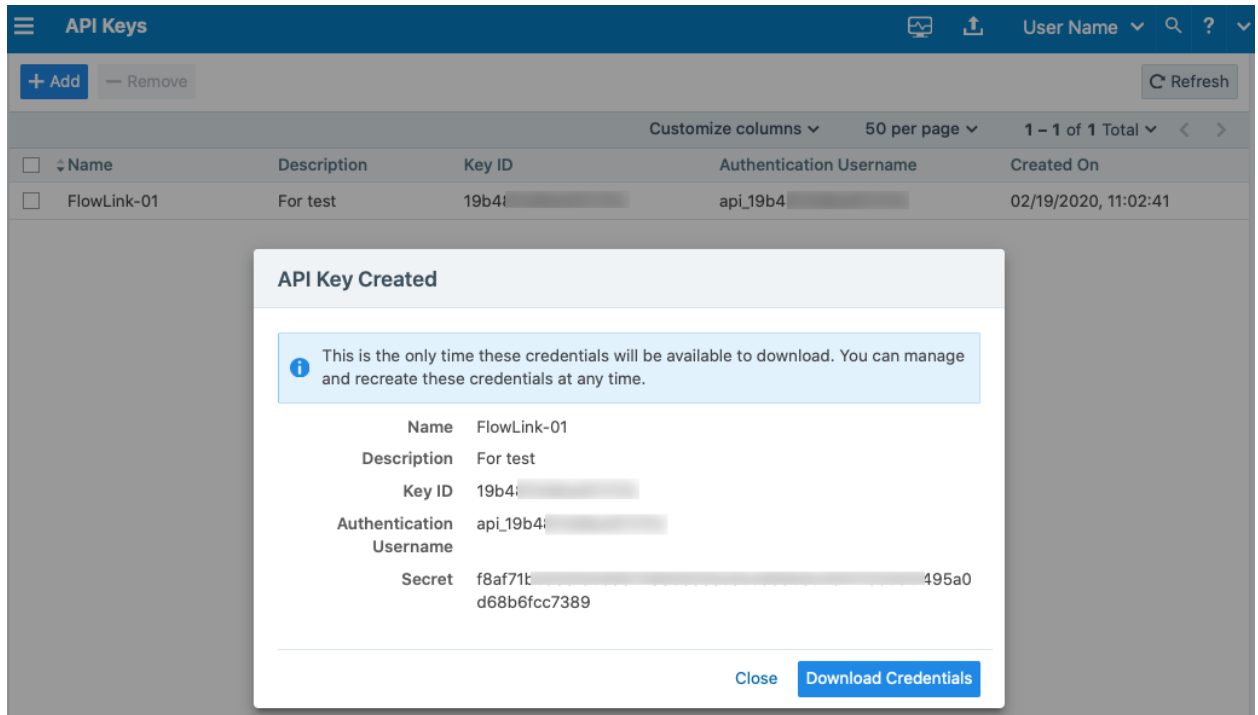 API Keys
User Name
?
+ Add
— Remove
Refresh
Customize columns
50 per page
1 – 1 of 1 Total
Name Description Key ID Authentication Username Created On
FlowLink-01 For test 19b48 api_19b4 02/19/2020, 11:02:41
API Key Created
This is the only time these credentials will be available to download. You can manage
and recreate these credentials at any time.
Name FlowLink-01
Description For test
Key ID 19b48
Authentication api_19b48
Username
Secret f8af71b 495a0
d68b6fcc7389
Close
Download Credentials